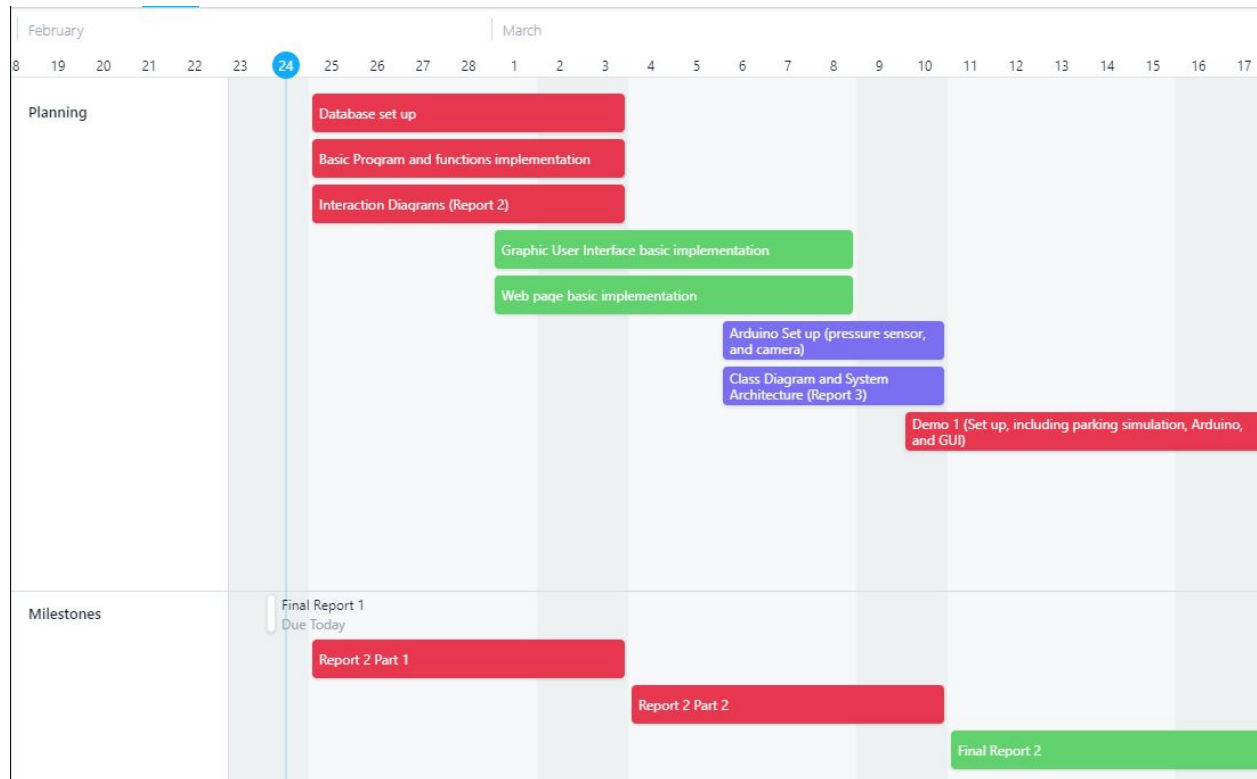 February
March
8 19 20 21 22 23 24 25 26 27 28 1 2 3 4 5 6 7 8 9 10 11 12 13 14 15 16 17
Planning
Database set up
Basic Program and functions implementation
Interaction Diagrams (Report 2)
Graphic User Interface basic implementation
Web page basic implementation
Arduino Set up (pressure sensor,
and camera)
Class Diagram and System
Architecture (Report 3)
Demo 1 (Set up, including parking simulation, Arduino,
and GUI)
Milestones
Final Report 1
Due Today
Report 2 Part 1
Report 2 Part 2
Final Report 2